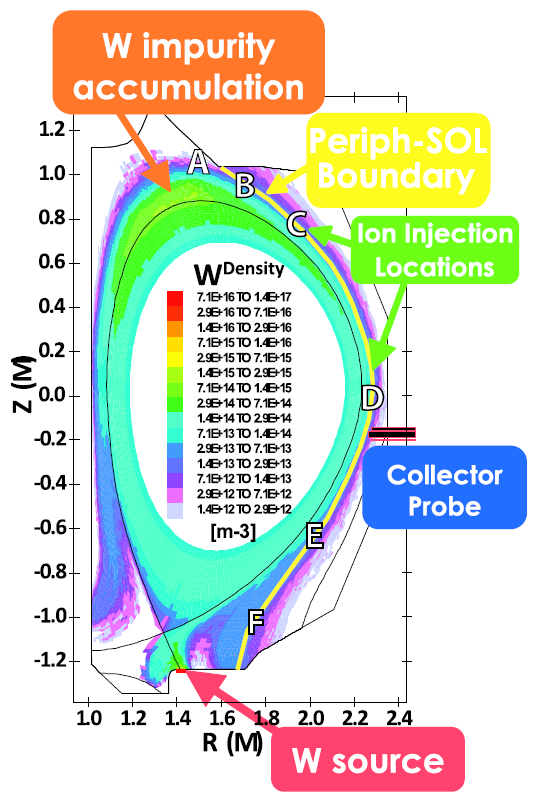 W impurity
accumulation
Periph-SOL
Boundary
Ion Injection
Locations
A
B
C
D
E
F
W Density
7.1E+16 TO 1.4E+17
2.9E+16 TO 7.1E+16
1.4E+16 TO 2.9E+16
7.1E+15 TO 1.4E+16
2.9E+15 TO 7.1E+15
1.4E+15 TO 2.9E+15
7.1E+14 TO 1.4E+15
2.9E+14 TO 7.1E+14
1.4E+14 TO 2.9E+14
7.1E+13 TO 1.4E+14
2.9E+13 TO 7.1E+13
1.4E+13 TO 2.9E+13
7.1E+12 TO 1.4E+13
2.9E+12 TO 7.1E+12
1.4E+12 TO 2.9E+12
[m-3]
Collector
Probe
W source
Z (M)
1.2
1.0
0.8
0.6
0.4
0.2
0.0
-0.2
-0.4
-0.6
-0.8
-1.0
-1.2
1.0 1.2 1.4 1.6 1.8 2.0 2.2 2.4
R (M)